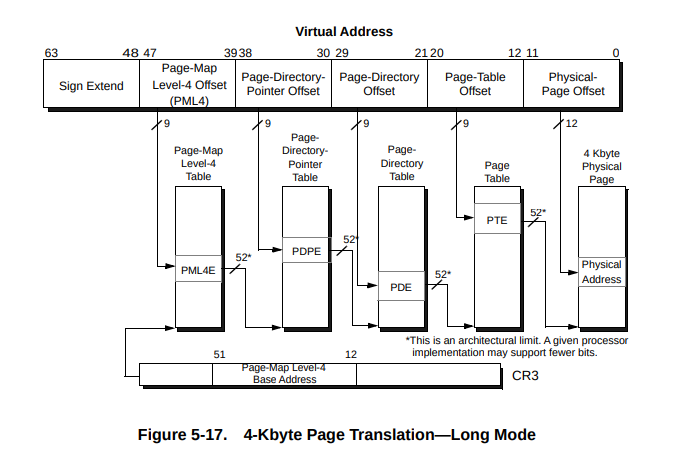 Virtual Address
63 48 47 39 38 30 29 21 20 12 11 0
Sign Extend
Page-Map
Level-4 Offset
(PML4)
Page-Directory-
Pointer Offset
Page-Directory
Offset
Page-Table
Offset
Physical-
Page Offset
9 9 9 9 12
Page-Map
Level-4
Table
Page-
Directory-
Pointer
Table
Page-
Directory
Table
Page
Table
4 Kbyte
Physical
Page
PML4E
52*
PDPE
52*
PDE
52*
PTE
52*
Physical
Address
*This is an architectural limit. A given processor
implementation may support fewer bits.
51 12
Page-Map Level-4
Base Address
CR3
Figure 5-17. 4-Kbyte Page Translation—Long Mode